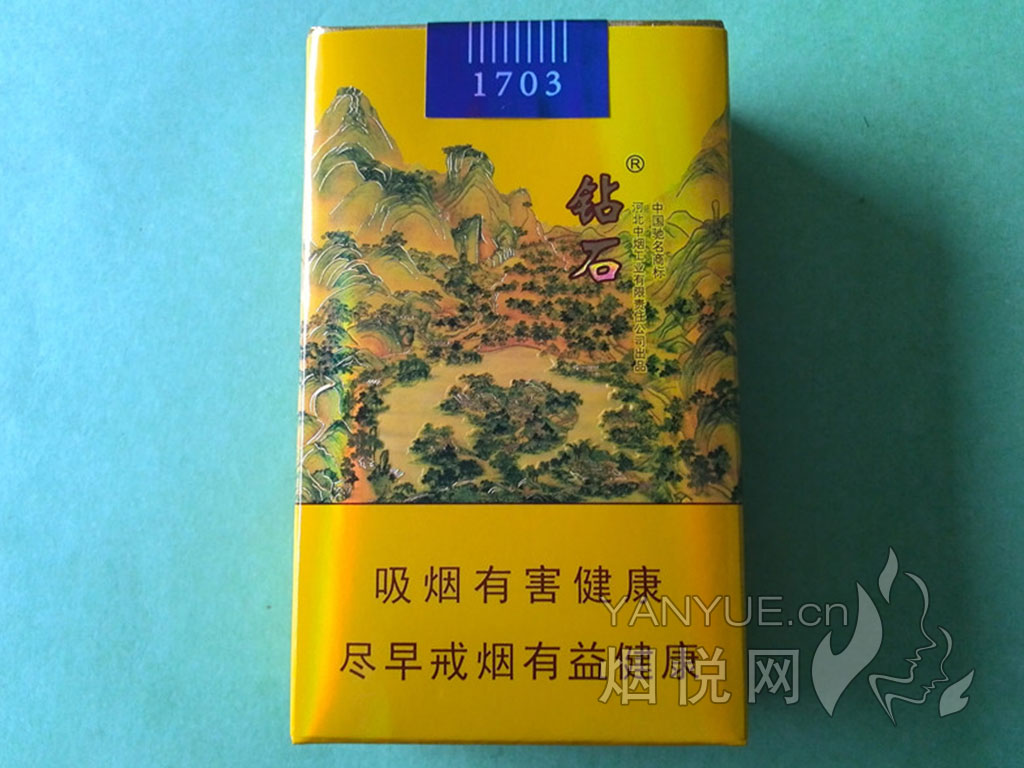 1703
®
钻石
中国驰名商标
河北中烟工业有限责任公司出品
吸烟有害健康
尽早戒烟有益健康
YANYUE.cn
烟悦网